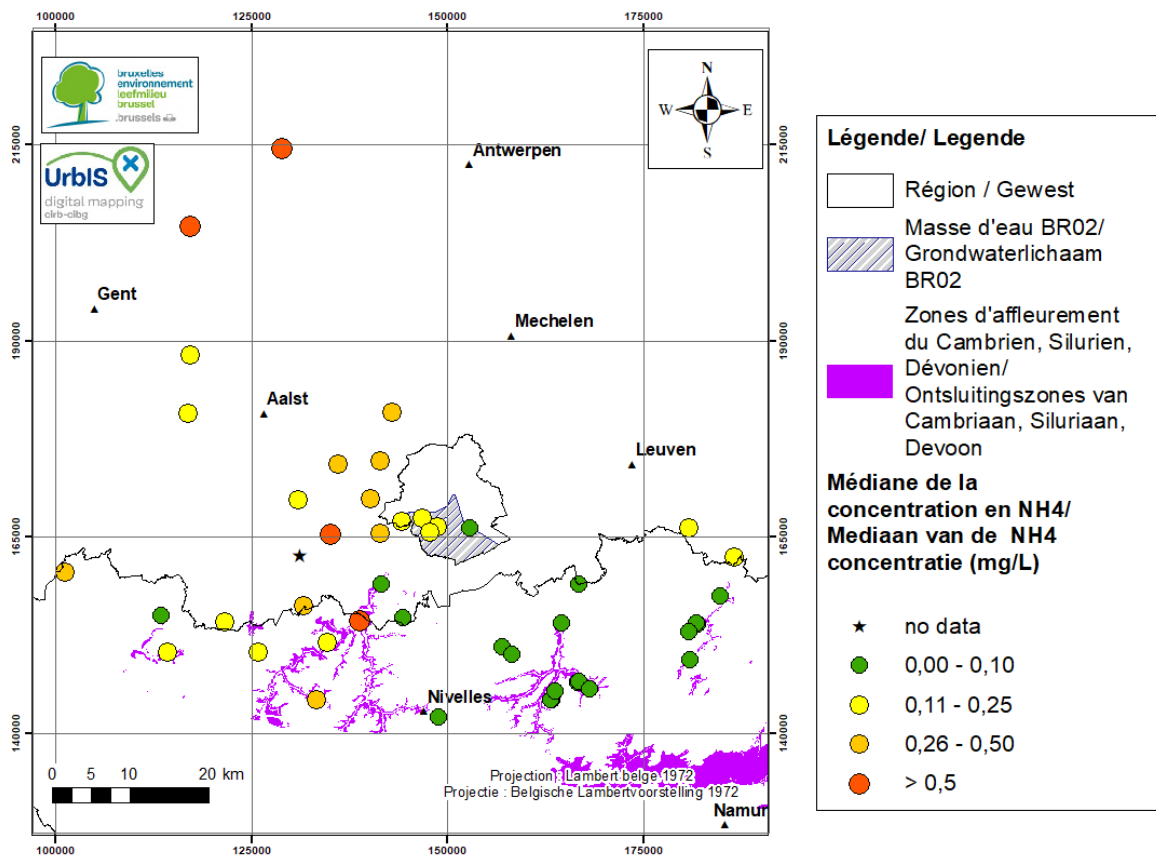 100000 125000 150000 175000
bruxelles
environnement
leefmilieu
brussel
.brussels
UrbIS
digital mapping
cirb-cibg
N
W E
S
215000 215000
Antwerpen
Gent
190000 190000
Mechelen
Aalst
Leuven
165000 165000
Nivelles
140000 140000
0 5 10 20 km
Projection : Lambert belge 1972
Projectie : Belgische Lambertvoorstelling 1972
Namur
100000 125000 150000 175000
Légende/ Legende
Région / Gewest
Masse d'eau BR02/
Grondwaterlichaam
BR02
Zones d'affleurement
du Cambrien, Silurien,
Dévonien/
Ontsluitingszones van
Cambriaan, Siluriaan,
Devoon
Médiane de la
concentration en NH4/
Mediaan van de NH4
concentratie (mg/L)
no data
0,00 - 0,10
0,11 - 0,25
0,26 - 0,50
> 0,5